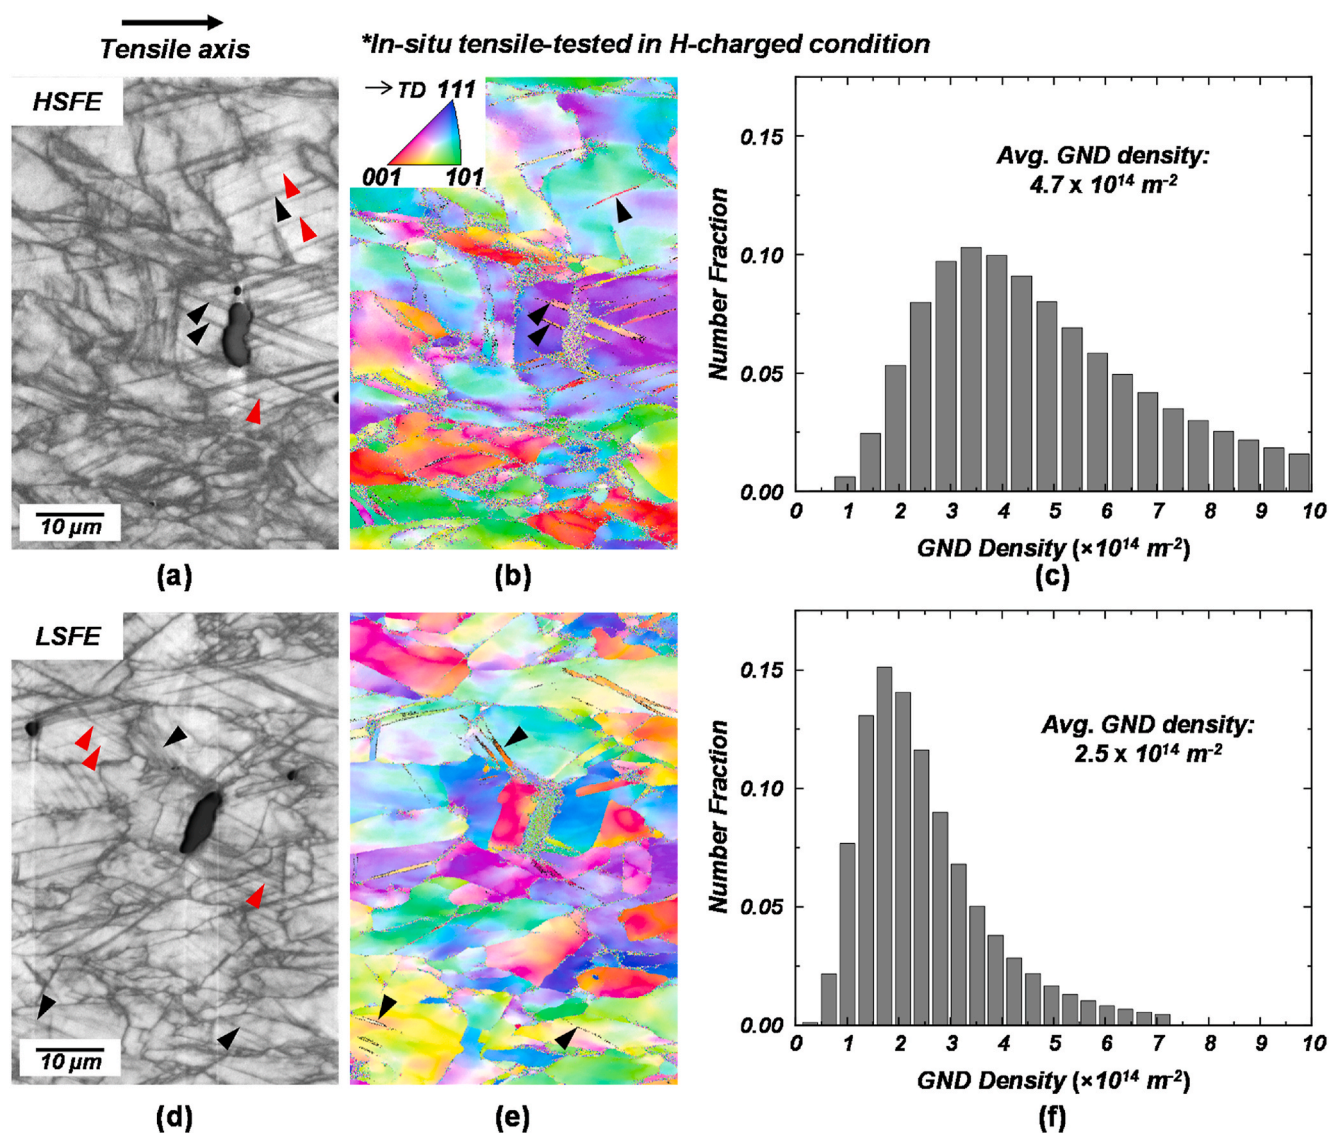 Tensile axis
*In-situ tensile-tested in H-charged condition
HSFE
→ TD 111
001 101
10 µm
(a)
(b)
Number Fraction
0.15
0.10
0.05
0.00
Avg. GND density:
4.7 x 10¹⁴ m⁻²
0 1 2 3 4 5 6 7 8 9 10
GND Density (×10¹⁴ m⁻²)
(c)
LSFE
10 µm
(d)
(e)
Number Fraction
0.15
0.10
0.05
0.00
Avg. GND density:
2.5 x 10¹⁴ m⁻²
0 1 2 3 4 5 6 7 8 9 10
GND Density (×10¹⁴ m⁻²)
(f)